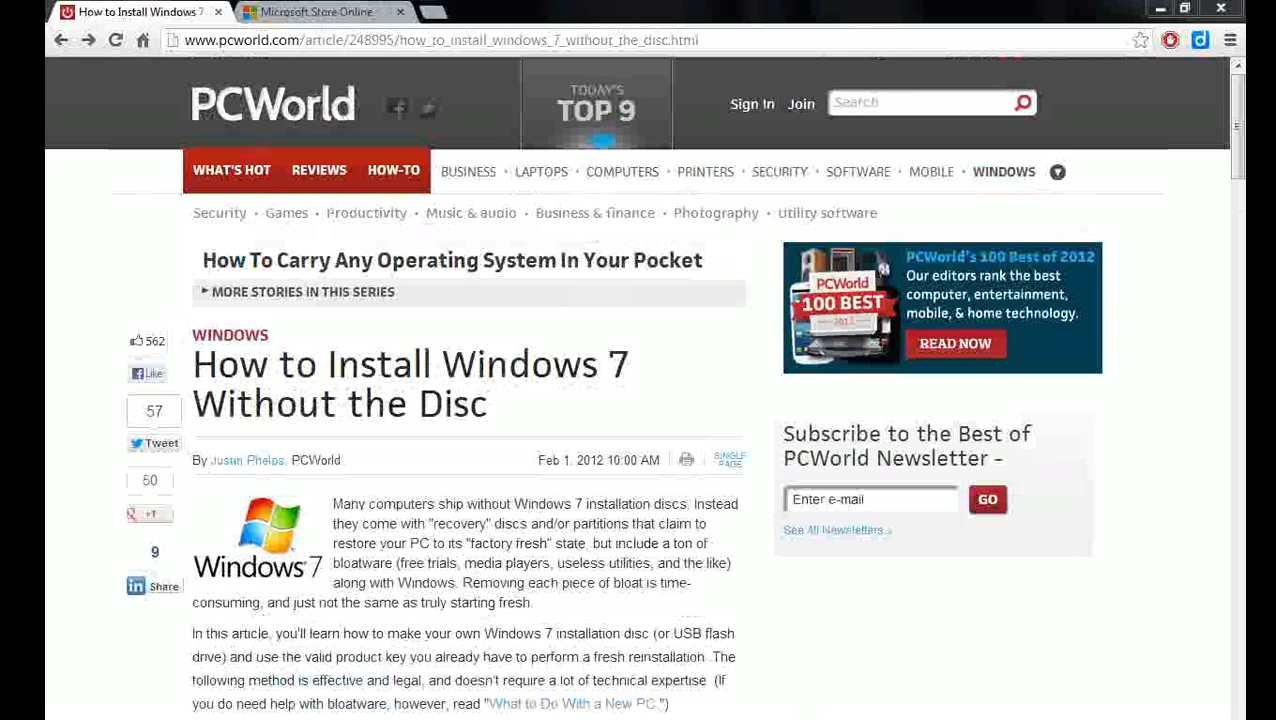 How to Install Windows 7
Microsoft Store Online
www.pcworld.com/article/248995/how_to_install_windows_7_without_the_disc.html
PCWorld
TODAY'S
TOP 9
Sign In Join Search
WHAT'S HOT REVIEWS HOW-TO BUSINESS · LAPTOPS · COMPUTERS · PRINTERS · SECURITY · SOFTWARE · MOBILE · WINDOWS
Security · Games · Productivity · Music & audio · Business & finance · Photography · Utility software
How To Carry Any Operating System In Your Pocket
MORE STORIES IN THIS SERIES
PCWorld's 100 Best of 2012
Our editors rank the best
computer, entertainment,
mobile, & home technology.
READ NOW
PCWorld
100 BEST
2012
562
Like
57
Tweet
50
+1
9
Share
WINDOWS
How to Install Windows 7
Without the Disc
By Justin Phelps, PCWorld Feb 1, 2012 10:00 AM SINGLE
PAGE
Windows 7
Many computers ship without Windows 7 installation discs. Instead
they come with "recovery" discs and/or partitions that claim to
restore your PC to its "factory fresh" state, but include a ton of
bloatware (free trials, media players, useless utilities, and the like)
along with Windows. Removing each piece of bloat is time-
consuming, and just not the same as truly starting fresh.
In this article, you'll learn how to make your own Windows 7 installation disc (or USB flash
drive) and use the valid product key you already have to perform a fresh reinstallation. The
following method is effective and legal, and doesn't require a lot of technical expertise. (If
you do need help with bloatware, however, read "What to Do With a New PC.")
Subscribe to the Best of
PCWorld Newsletter -
Enter e-mail GO
See All Newsletters »